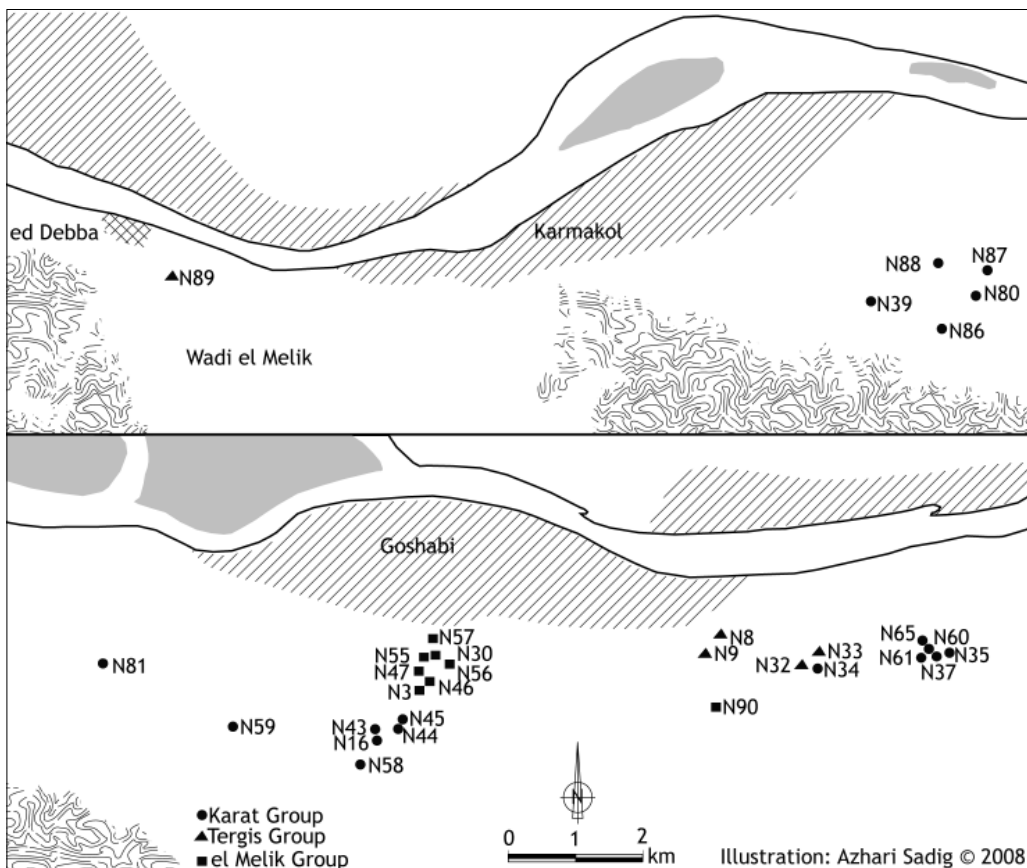 ed Debba
Karmakol
N89
N88
N87
N39
N80
N86
Wadi el Melik
Goshabi
N57
N55
N30
N47
N56
N46
N3
N81
N59
N43
N45
N44
N16
N58
N8
N9
N33
N32
N34
N90
N65
N60
N61
N35
N37
N
Karat Group
Tergis Group
el Melik Group
0 1 2
km
Illustration: Azhari Sadig © 2008